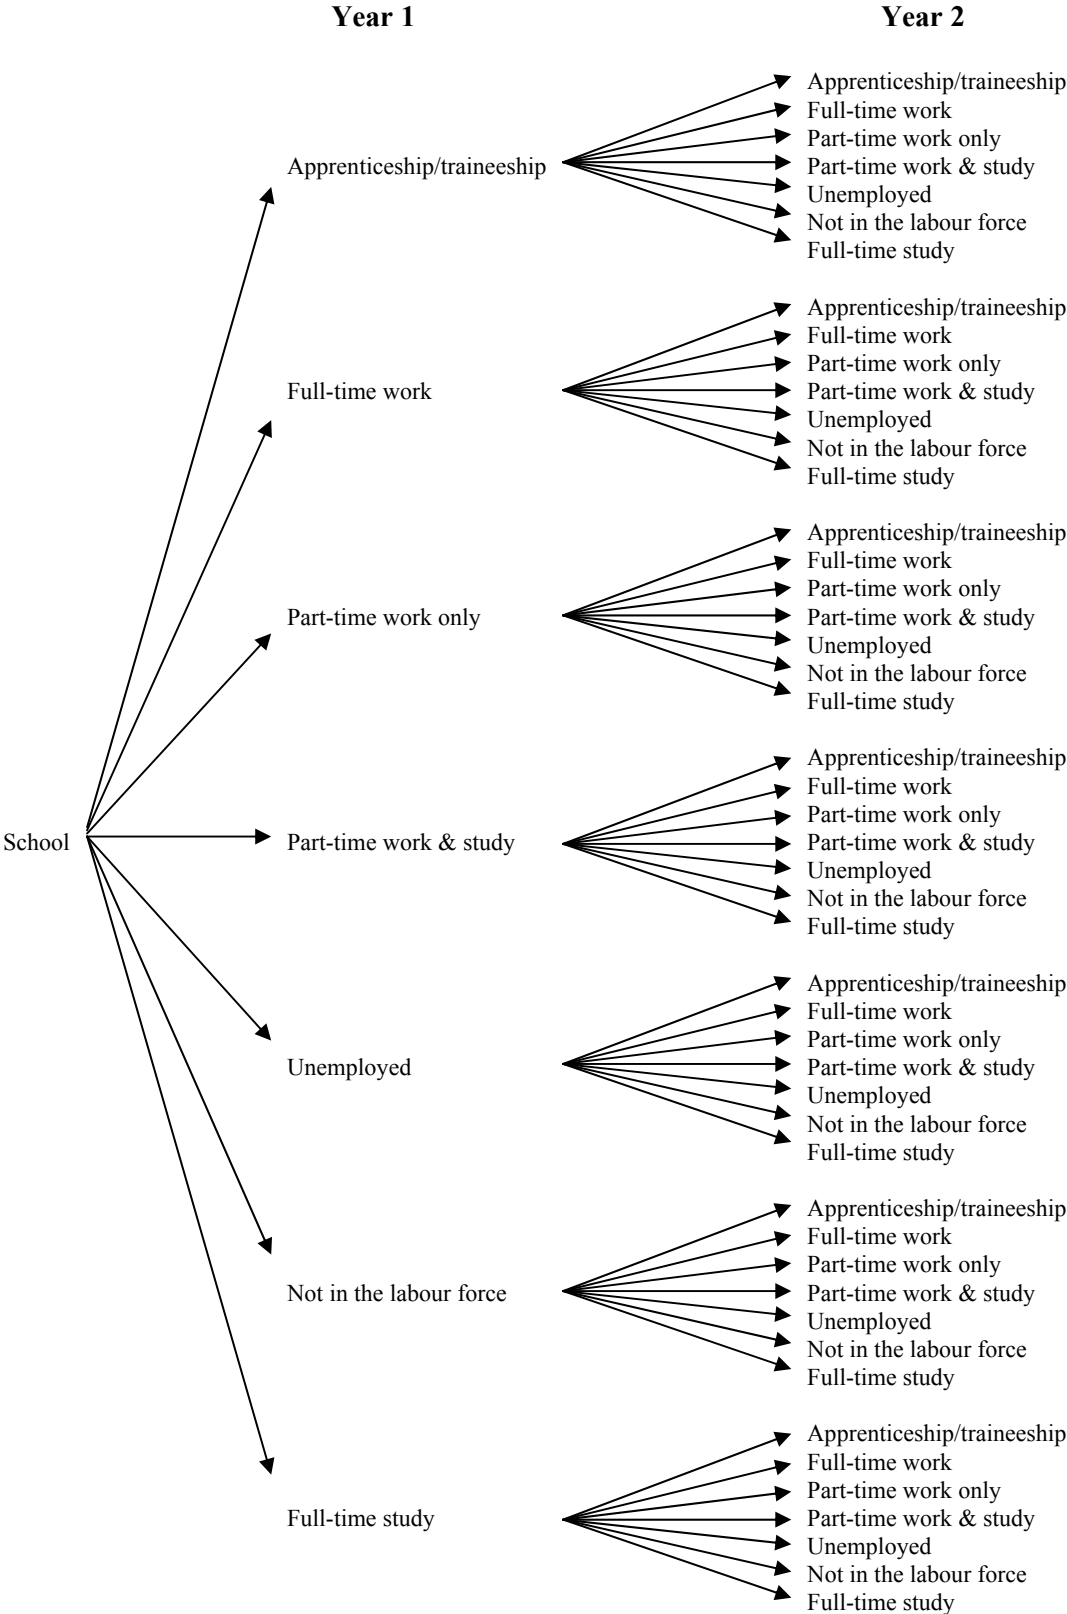 Year 1 Year 2
Apprenticeship/traineeship
Full-time work
Part-time work only
Apprenticeship/traineeship Part-time work & study
Unemployed
Not in the labour force
Full-time study
Apprenticeship/traineeship
Full-time work
Part-time work only
Full-time work Part-time work & study
Unemployed
Not in the labour force
Full-time study
Apprenticeship/traineeship
Full-time work
Part-time work only
Part-time work only Part-time work & study
Unemployed
Not in the labour force
Full-time study
Apprenticeship/traineeship
Full-time work
Part-time work only
School Part-time work & study Part-time work & study
Unemployed
Not in the labour force
Full-time study
Apprenticeship/traineeship
Full-time work
Part-time work only
Unemployed Part-time work & study
Unemployed
Not in the labour force
Full-time study
Apprenticeship/traineeship
Full-time work
Part-time work only
Not in the labour force Part-time work & study
Unemployed
Not in the labour force
Full-time study
Apprenticeship/traineeship
Full-time work
Part-time work only
Full-time study Part-time work & study
Unemployed
Not in the labour force
Full-time study